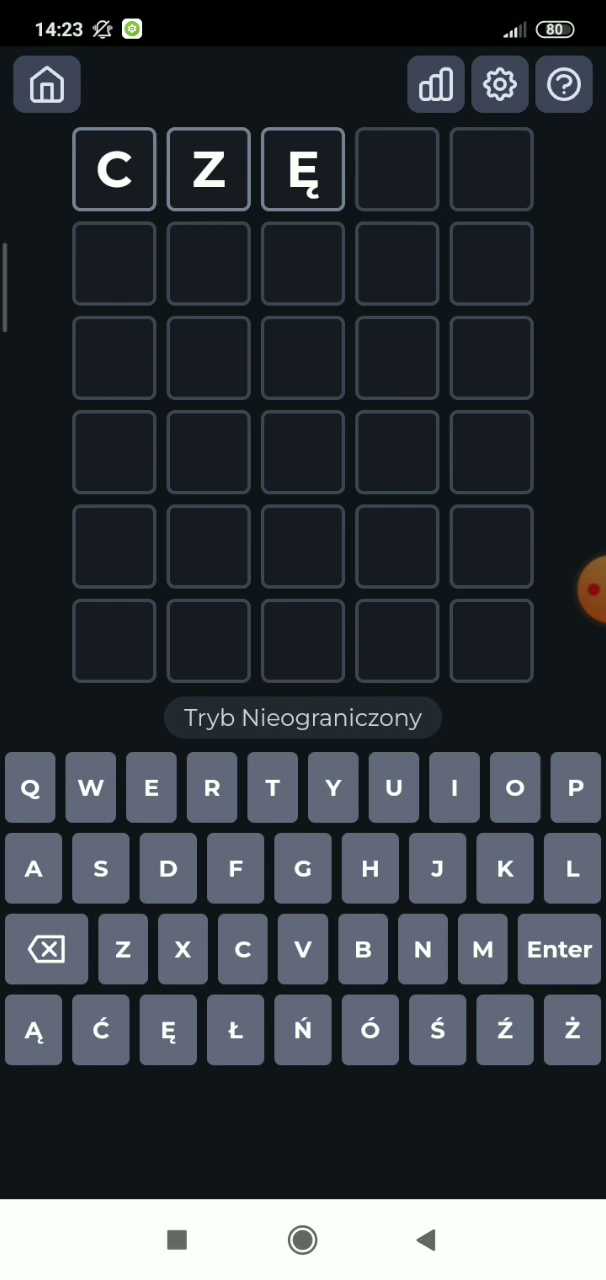 14:23 80
C Z Ę
Tryb Nieograniczony
Q W E R T Y U I O P
A S D F G H J K L
Z X C V B N M Enter
Ą Ć Ę Ł Ń Ó Ś Ź Ż